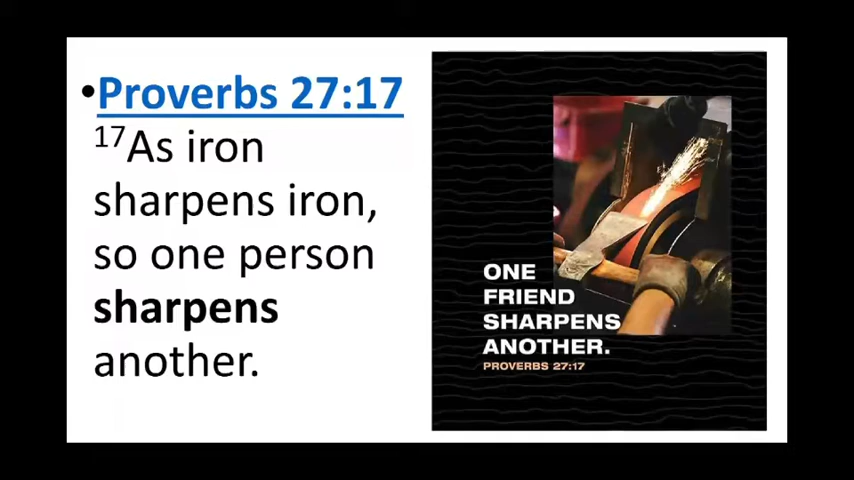 •Proverbs 27:17
17As iron
sharpens iron,
so one person
sharpens
another.
ONE
FRIEND
SHARPENS
ANOTHER.
PROVERBS 27:17